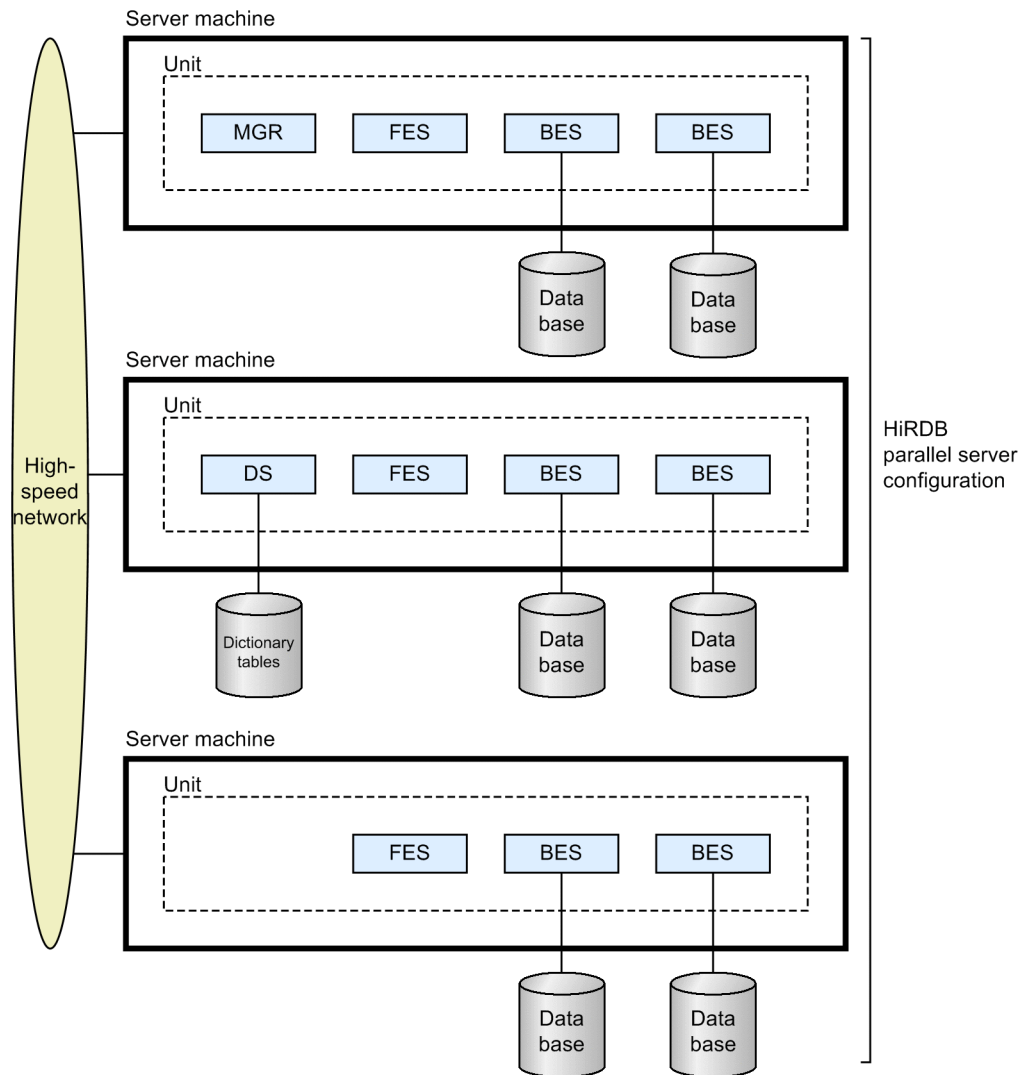 Server machine
Unit
MGR
FES
BES
BES
Data
base
Data
base
Server machine
Unit
DS
FES
BES
BES
Dictionary
tables
Data
base
Data
base
High-
speed
network
HiRDB
parallel server
configuration
Server machine
Unit
FES
BES
BES
Data
base
Data
base